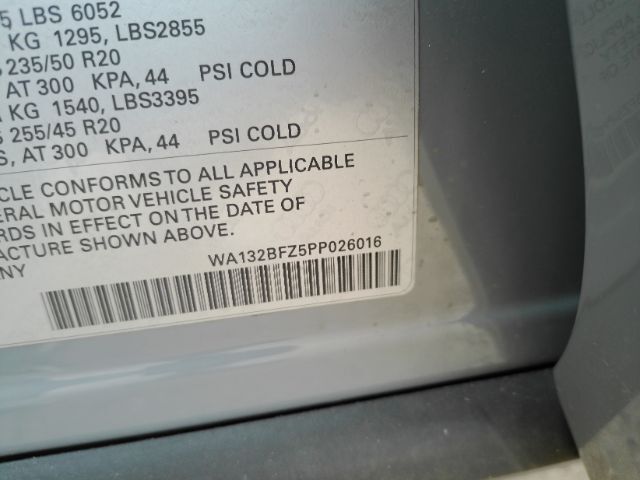 5 LBS 6052
KG 1295, LBS2855
235/50 R20
AT 300 KPA, 44 PSI COLD
KG 1540, LBS3395
255/45 R20
S, AT 300 KPA, 44 PSI COLD
CLE CONFORMS TO ALL APPLICABLE
ERAL MOTOR VEHICLE SAFETY
RDS IN EFFECT ON THE DATE OF
ACTURE SHOWN ABOVE.
NY
WA132BFZ5PP026016